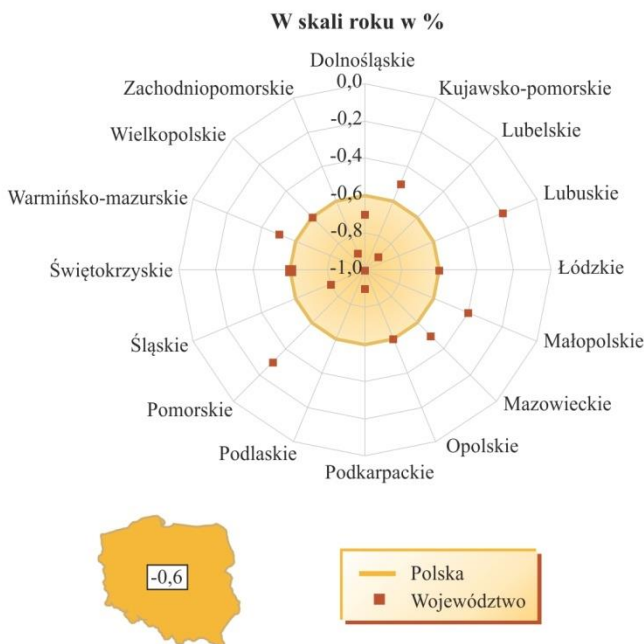 W skali roku w %
Dolnośląskie
0,0
Zachodniopomorskie
Kujawsko-pomorskie
-0,2
Wielkopolskie
Lubelskie
-0,4
Warmińsko-mazurskie
-0,6
Lubuskie
-0,8
Świętokrzyskie
-1,0
Łódzkie
Śląskie
Małopolskie
Pomorskie
Mazowieckie
Podlaskie
Opolskie
Podkarpackie
-0,6
Polska
Województwo